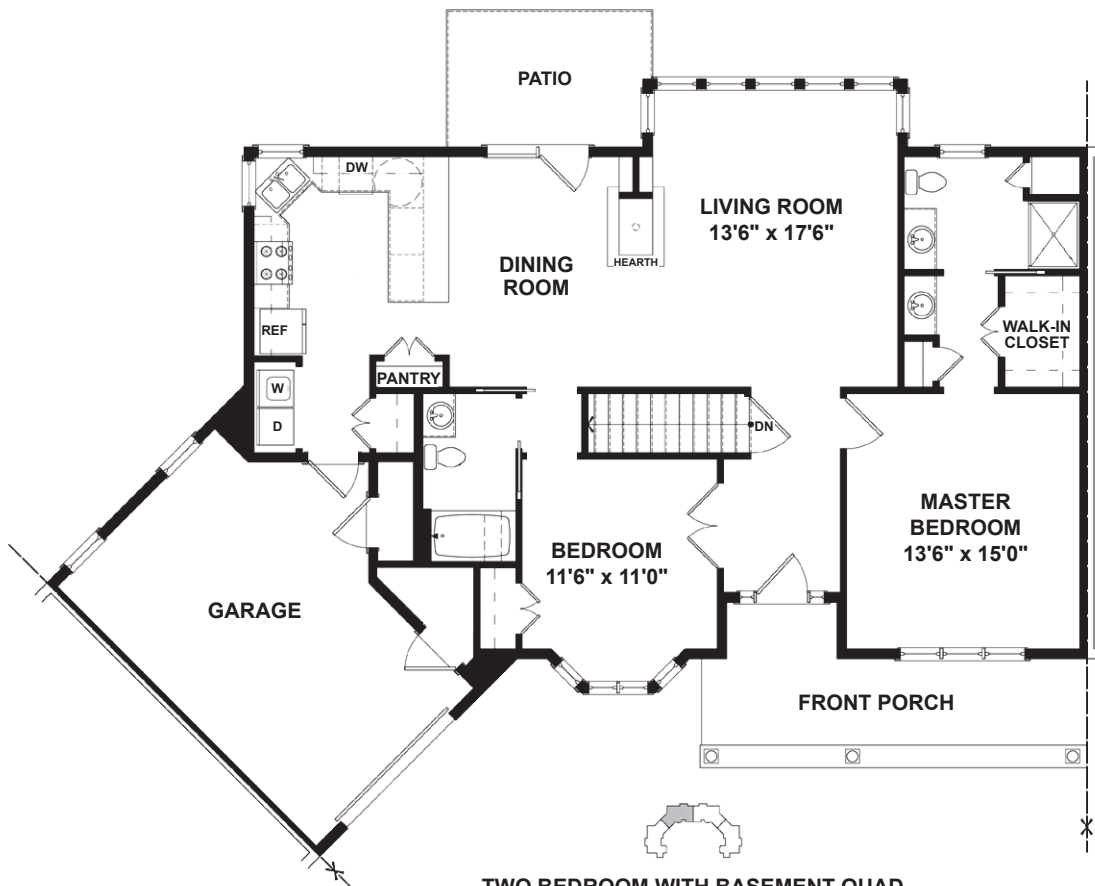 PATIO
DW
LIVING ROOM
13'6" x 17'6"
DINING
ROOM
HEARTH
REF
WALK-IN
CLOSET
PANTRY
W
D
DN
MASTER
BEDROOM
13'6" x 15'0"
BEDROOM
11'6" x 11'0"
GARAGE
FRONT PORCH
TWO BEDROOM WITH BASEMENT QUAD